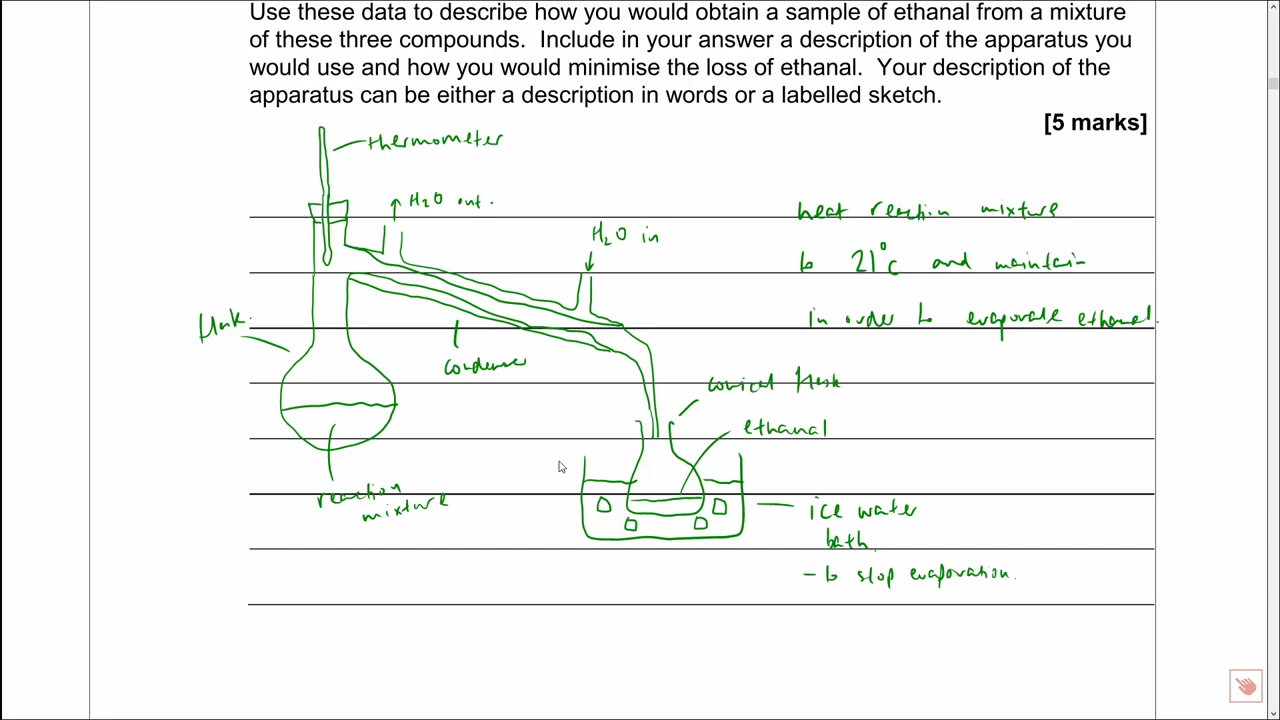 Use these data to describe how you would obtain a sample of ethanal from a mixture
of these three compounds.  Include in your answer a description of the apparatus you
would use and how you would minimise the loss of ethanal.  Your description of the
apparatus can be either a description in words or a labelled sketch.
[5 marks]
thermometer
H2O out.
H2O in
heat reaction mixture
to 21°c and maintain
in order to evaporate ethanal.
flask.
condenser
conical flask
ethanal
reaction
mixture
ice water
bath.
- to stop evaporation.